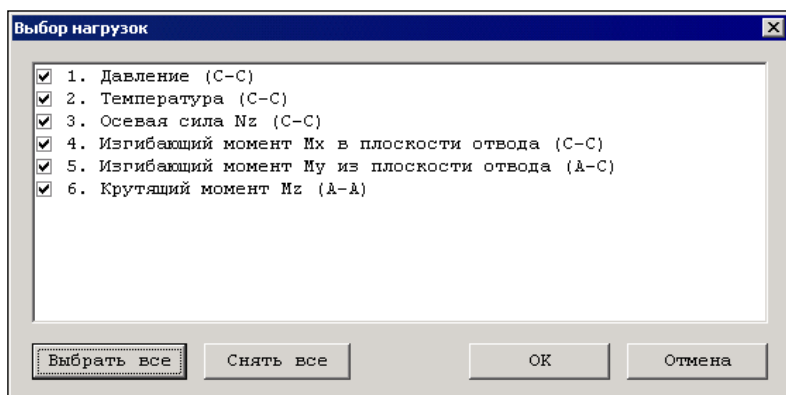 Выбор нагрузок
1. Давление (С-С)
2. Температура (С-С)
3. Осевая сила Nz (С-С)
4. Изгибающий момент Mx в плоскости отвода (С-С)
5. Изгибающий момент My из плоскости отвода (А-С)
6. Крутящий момент Mz (А-А)
Выбрать все Снять все OK Отмена